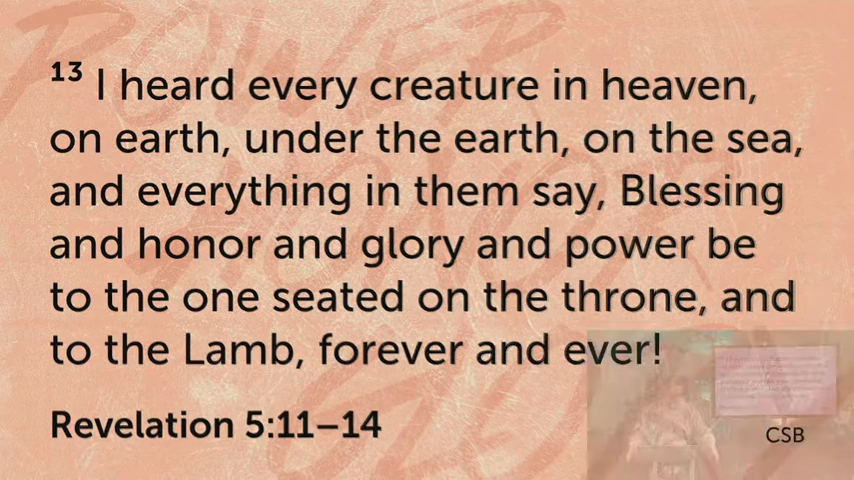 13 I heard every creature in heaven,
on earth, under the earth, on the sea,
and everything in them say, Blessing
and honor and glory and power be
to the one seated on the throne, and
to the Lamb, forever and ever!
Revelation 5:11–14
CSB
POWER
HONOR